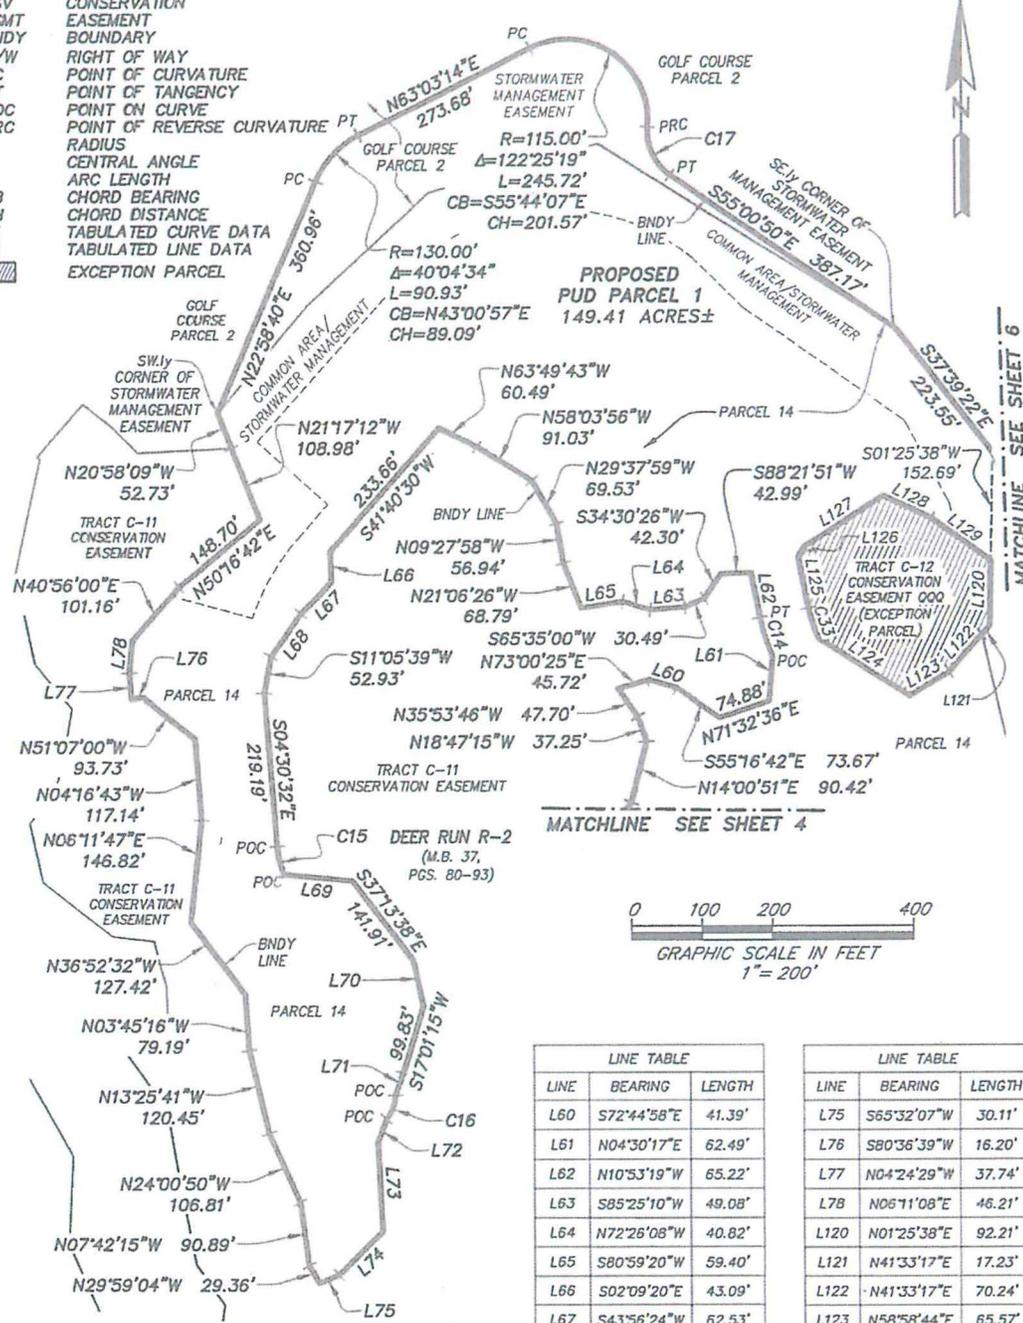 CONSERVATION
EASEMENT
BOUNDARY
RIGHT OF WAY
POINT OF CURVATURE
POINT OF TANGENCY
POINT ON CURVE
POINT OF REVERSE CURVATURE
RADIUS
CENTRAL ANGLE
ARC LENGTH
CHORD BEARING
CHORD DISTANCE
TABULATED CURVE DATA
TABULATED LINE DATA
EXCEPTION PARCEL
PC
N63°03'14"E
273.68'
PT
PC
STORMWATER
MANAGEMENT
EASEMENT
GOLF COURSE
PARCEL 2
PRC
C17
PT
N
GOLF COURSE
PARCEL 2
R=115.00'
Δ=122°25'19"
L=245.72'
CB=S55°44'07"E
CH=201.57'
SE.ly CORNER OF
STORMWATER
MANAGEMENT EASEMENT
S55°00'50"E
387.17'
BNDY
LINE
COMMON AREA/STORMWATER
MANAGEMENT
360.96'
N22°58'40"E
R=130.00'
Δ=40°04'34"
L=90.93'
CB=N43°00'57"E
CH=89.09'
PROPOSED
PUD PARCEL 1
149.41 ACRES±
GOLF
COURSE
PARCEL 2
COMMON AREA/
STORMWATER MANAGEMENT
SW.ly
CORNER OF
STORMWATER
MANAGEMENT
EASEMENT
S37°39'22"E
223.55'
MATCHLINE SEE SHEET 6
N63°49'43"W
60.49'
N58°03'56"W
91.03'
PARCEL 14
N21°17'12"W
108.98'
N20°58'09"W
52.73'
233.66'
S41°40'30"W
N29°37'59"W
69.53'
S88°21'51"W
42.99'
S01°25'38"W
152.69'
BNDY LINE
S34°30'26"W
42.30'
TRACT C-11
CONSERVATION
EASEMENT
148.70'
N50°16'42"E
N09°27'58"W
56.94'
L66
L64
L127
L128
L129
L126
TRACT C-12
CONSERVATION
EASEMENT QQQ
(EXCEPTION
PARCEL)
L120
L125
C33
L124
L123
L122
L121
N40°56'00"E
101.16'
L67
N21°06'26"W
68.79'
L65
L63
L62
PT
C14
L68
S65°35'00"W 30.49'
L78
L76
S11°05'39"W
52.93'
N73°00'25"E
45.72'
L60
L61
POC
L77
PARCEL 14
74.88'
N71°32'36"E
N35°53'46"W 47.70'
N18°47'15"W 37.25'
PARCEL 14
N51°07'00"W
93.73'
S04°30'32"E
219.19'
TRACT C-11
CONSERVATION EASEMENT
S55°16'42"E 73.67'
N14°00'51"E 90.42'
N04°16'43"W
117.14'
MATCHLINE SEE SHEET 4
N06°11'47"E
146.82'
POC
C15
DEER RUN R-2
(M.B. 37,
PGS. 80-93)
POC
L69
TRACT C-11
CONSERVATION
EASEMENT
S37°13'38"E
141.91'
0 100 200 400
GRAPHIC SCALE IN FEET
1"= 200'
BNDY
LINE
N36°52'32"W
127.42'
L70
PARCEL 14
N03°45'16"W
79.19'
99.83'
S17°01'15"W
L71
POC
N13°25'41"W
120.45'
POC
C16
L72
N24°00'50"W
106.81'
L73
N07°42'15"W 90.89'
L74
N29°59'04"W 29.36'
L75
LINE TABLE
LINE BEARING LENGTH
L60 S72°44'58"E 41.39'
L61 N04°30'17"E 62.49'
L62 N10°53'19"W 65.22'
L63 S85°25'10"W 49.08'
L64 N72°26'08"W 40.82'
L65 S80°59'20"W 59.40'
L66 S02°09'20"E 43.09'
L67 S43°56'24"W 62.53'
LINE TABLE
LINE BEARING LENGTH
L75 S65°32'07"W 30.11'
L76 S80°36'39"W 16.20'
L77 N04°24'29"W 37.74'
L78 N06°11'08"E 46.21'
L120 N01°25'38"E 92.21'
L121 N41°33'17"E 17.23'
L122 N41°33'17"E 70.24'
L123 N58°58'44"E 65.57'